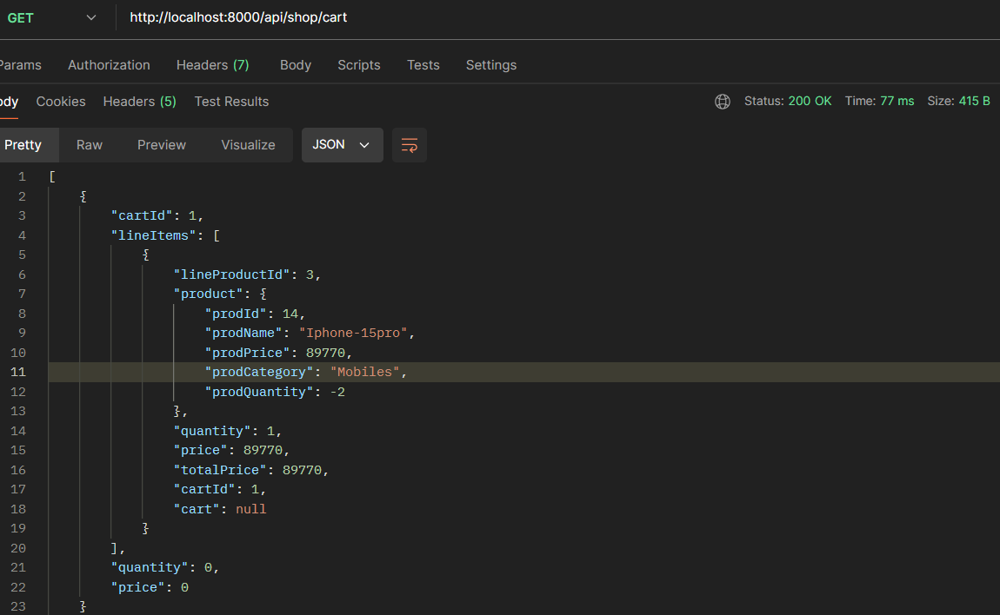 GET http://localhost:8000/api/shop/cart
Params Authorization Headers (7) Body Scripts Tests Settings
ody Cookies Headers (5) Test Results Status: 200 OK Time: 77 ms Size: 415 B
Pretty Raw Preview Visualize JSON
1 [
2 {
3 "cartId": 1,
4 "lineItems": [
5 {
6 "lineProductId": 3,
7 "product": {
8 "prodId": 14,
9 "prodName": "Iphone-15pro",
10 "prodPrice": 89770,
11 "prodCategory": "Mobiles",
12 "prodQuantity": -2
13 },
14 "quantity": 1,
15 "price": 89770,
16 "totalPrice": 89770,
17 "cartId": 1,
18 "cart": null
19 }
20 ],
21 "quantity": 0,
22 "price": 0
23 }